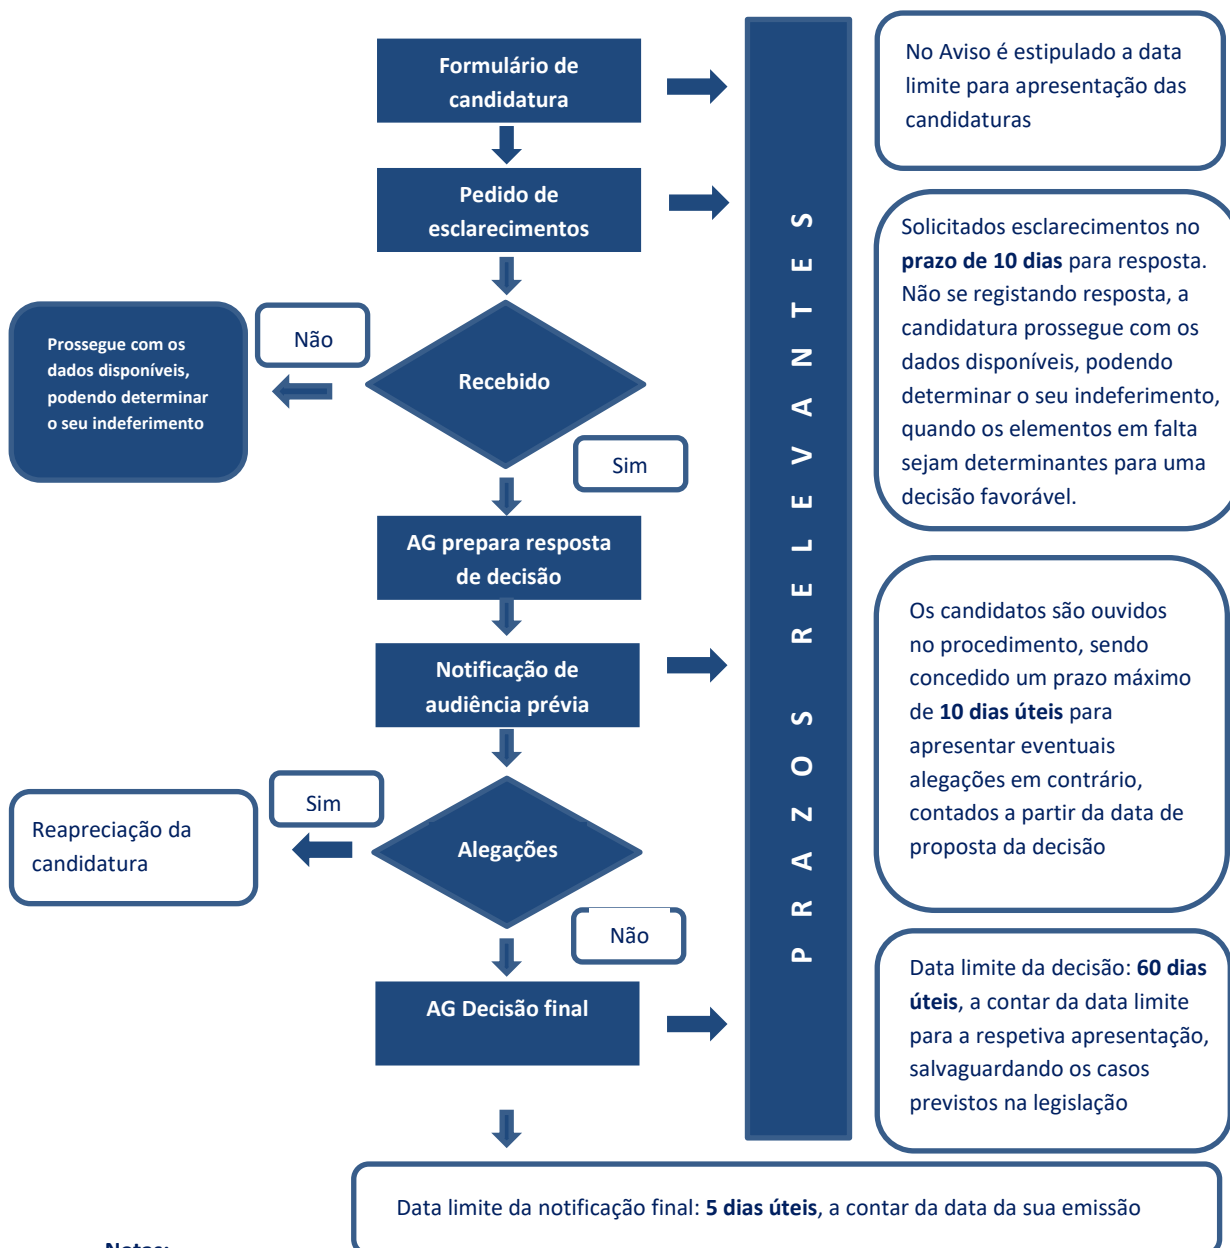 Formulário de
candidatura
No Aviso é estipulado a data
limite para apresentação das
candidaturas
Pedido de
esclarecimentos
Solicitados esclarecimentos no
prazo de 10 dias para resposta.
Não se registando resposta, a
candidatura prossegue com os
dados disponíveis, podendo
determinar o seu indeferimento,
quando os elementos em falta
sejam determinantes para uma
decisão favorável.
PRAZOS RELEVANTES
Recebido
Não
Prossegue com os
dados disponíveis,
podendo determinar
o seu indeferimento
Sim
AG prepara resposta
de decisão
Notificação de
audiência prévia
Os candidatos são ouvidos
no procedimento, sendo
concedido um prazo máximo
de 10 dias úteis para
apresentar eventuais
alegações em contrário,
contados a partir da data de
proposta da decisão
Alegações
Sim
Reapreciação da
candidatura
Não
AG Decisão final
Data limite da decisão: 60 dias
úteis, a contar da data limite
para a respetiva apresentação,
salvaguardando os casos
previstos na legislação
Data limite da notificação final: 5 dias úteis, a contar da data da sua emissão
Notas: